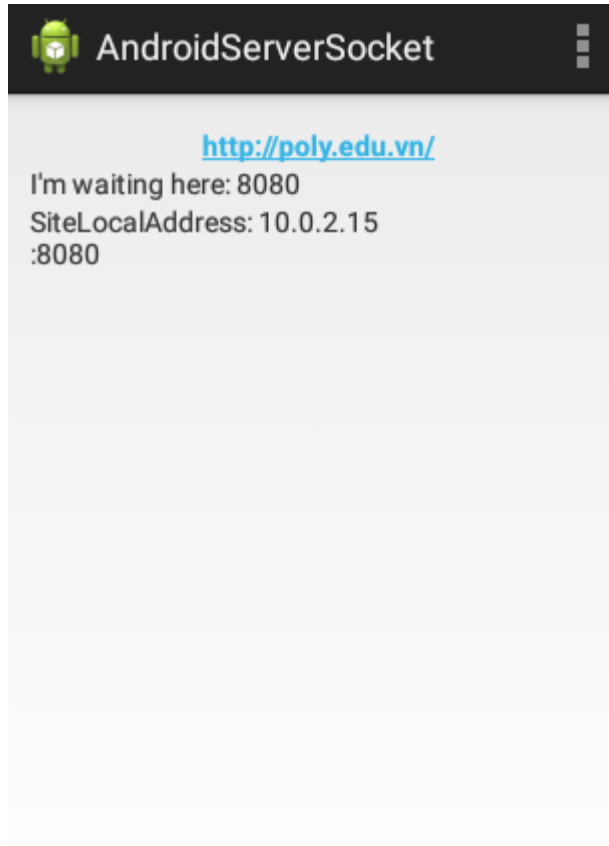 AndroidServerSocket
http://poly.edu.vn/
I'm waiting here: 8080
SiteLocalAddress: 10.0.2.15
:8080